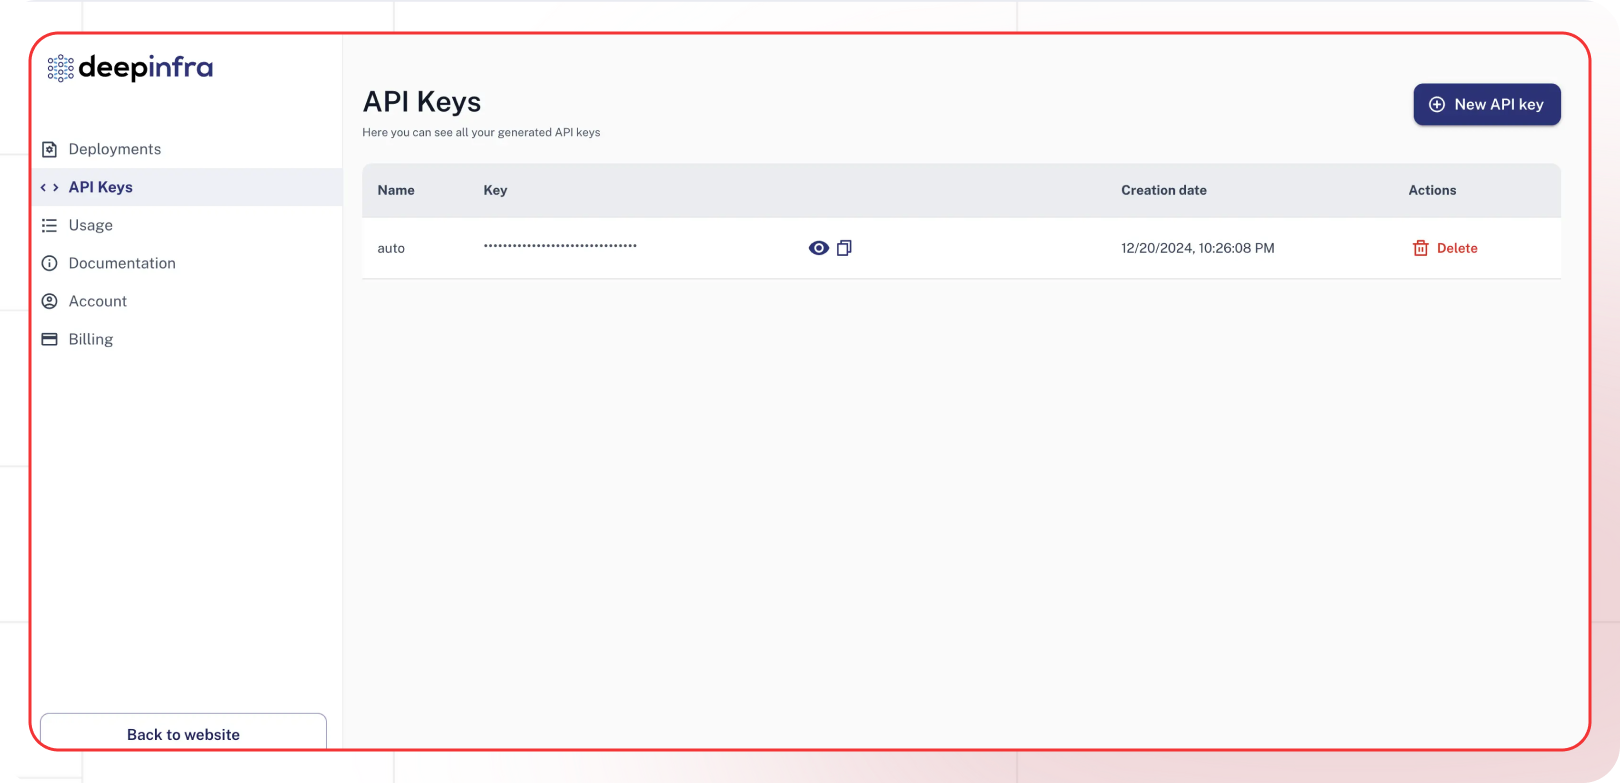 deepinfra
Deployments
API Keys
Usage
Documentation
Account
Billing
Back to website
API Keys
Here you can see all your generated API keys
New API key
Name Key Creation date Actions
auto ································ 12/20/2024, 10:26:08 PM Delete